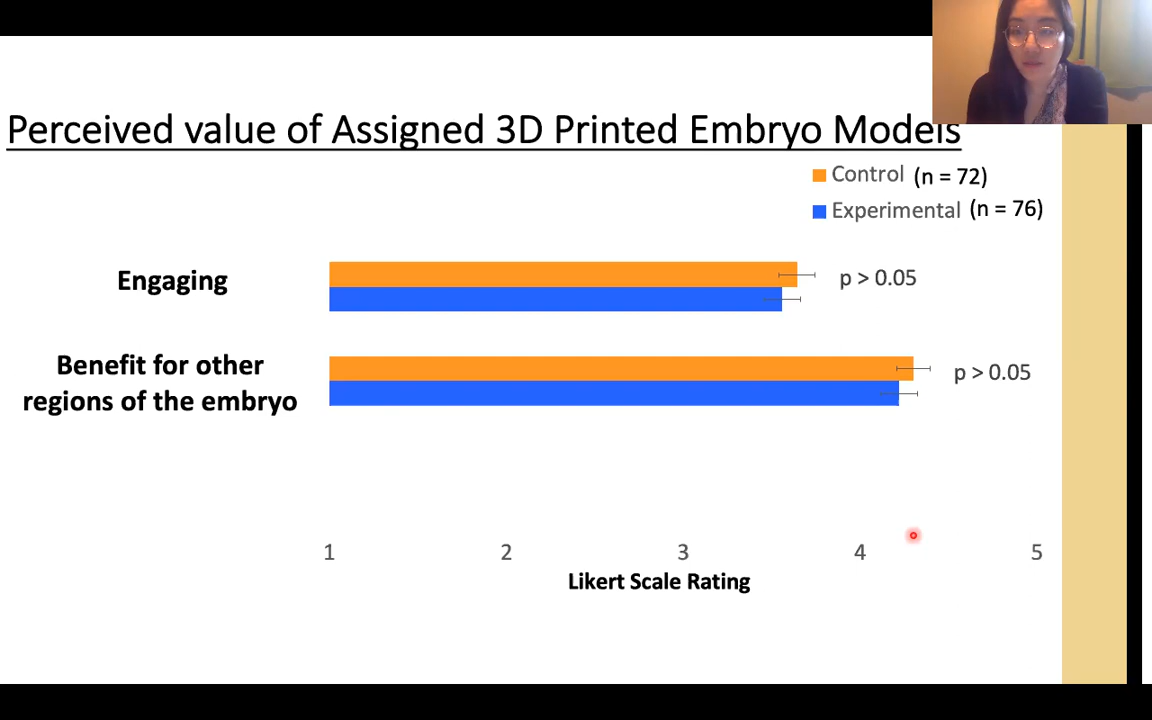 Perceived value of Assigned 3D Printed Embryo Models
Control (n = 72)
Experimental (n = 76)
Engaging
p > 0.05
Benefit for other
regions of the embryo
p > 0.05
1 2 3 4 5
Likert Scale Rating